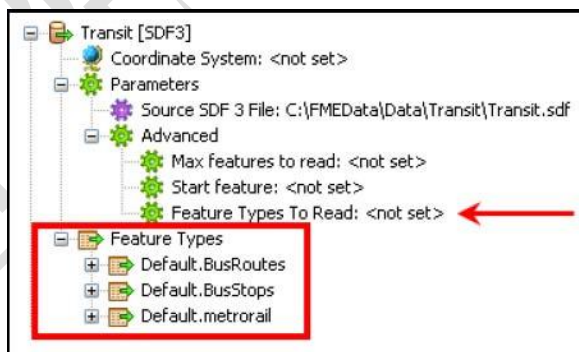 Transit [SDF3]
Coordinate System: <not set>
Parameters
Source SDF 3 File: C:\FMEData\Data\Transit\Transit.sdf
Advanced
Max features to read: <not set>
Start feature: <not set>
Feature Types To Read: <not set>
Feature Types
Default.BusRoutes
Default.BusStops
Default.metrorail